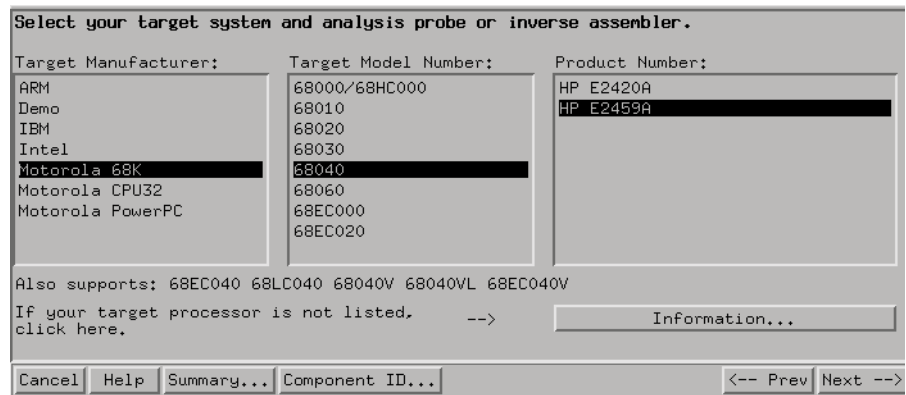 Select your target system and analysis probe or inverse assembler.
Target Manufacturer:
ARM
Demo
IBM
Intel
Motorola 68K
Motorola CPU32
Motorola PowerPC
Target Model Number:
68000/68HC000
68010
68020
68030
68040
68060
68EC000
68EC020
Product Number:
HP E2420A
HP E2459A
Also supports: 68EC040 68LC040 68040V 68040VL 68EC040V
If your target processor is not listed,
click here.
-->
Information...
Cancel Help Summary... Component ID... <-- Prev Next -->